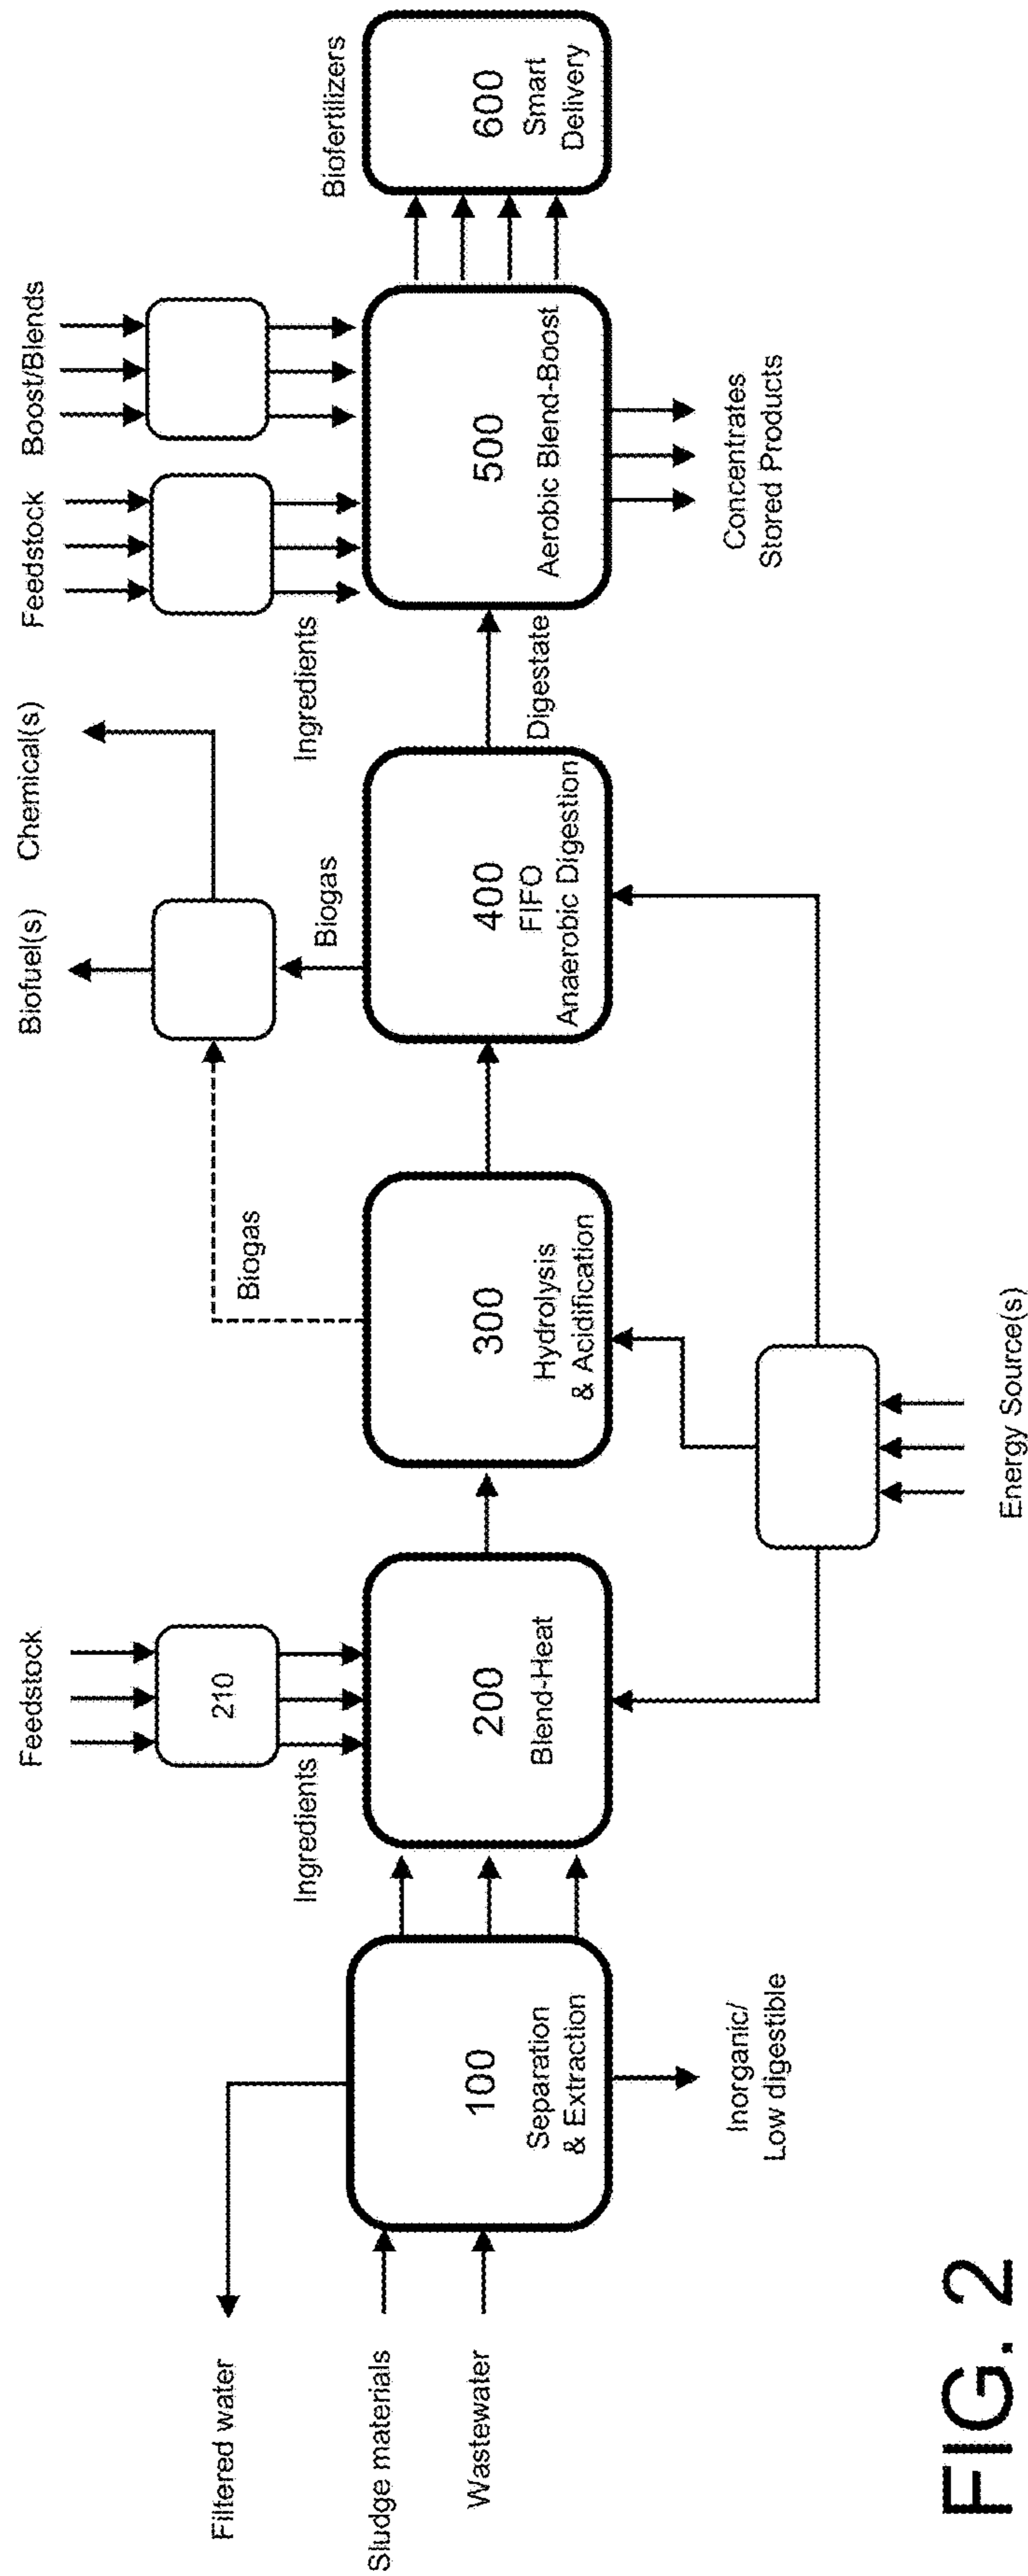 Filtered water
Sludge materials
Wastewater
100
Separation
& Extraction
Inorganic/
Low digestible
Feedstock
210
Ingredients
200
Blend-Heat
300
Hydrolysis
& Acidification
Biogas
Energy Source(s)
Biofuel(s)
Chemical(s)
Biogas
400
FIFO
Anaerobic Digestion
Digestate
Feedstock
Boost/Blends
Ingredients
500
Aerobic Blend-Boost
Concentrates
Stored Products
Biofertilizers
600
Smart
Delivery
FIG. 2